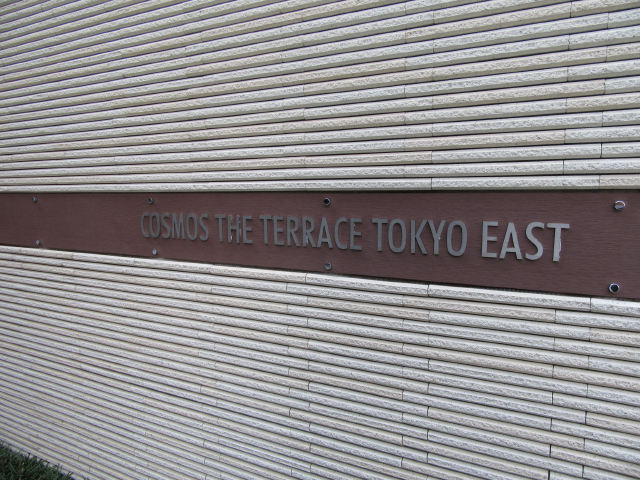 COSMOS THE TERRACE TOKYO EAST